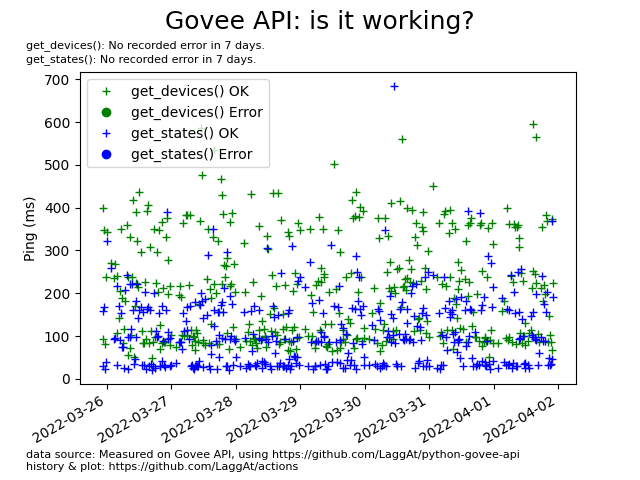 Govee API: is it working?
get_devices(): No recorded error in 7 days.
get_states(): No recorded error in 7 days.
700
600
500
400
300
200
100
0
Ping (ms)
get_devices() OK
get_devices() Error
get_states() OK
get_states() Error
2022-03-26
2022-03-27
2022-03-28
2022-03-29
2022-03-30
2022-03-31
2022-04-01
2022-04-02
data source: Measured on Govee API, using https://github.com/LaggAt/python-govee-api
history & plot: https://github.com/LaggAt/actions